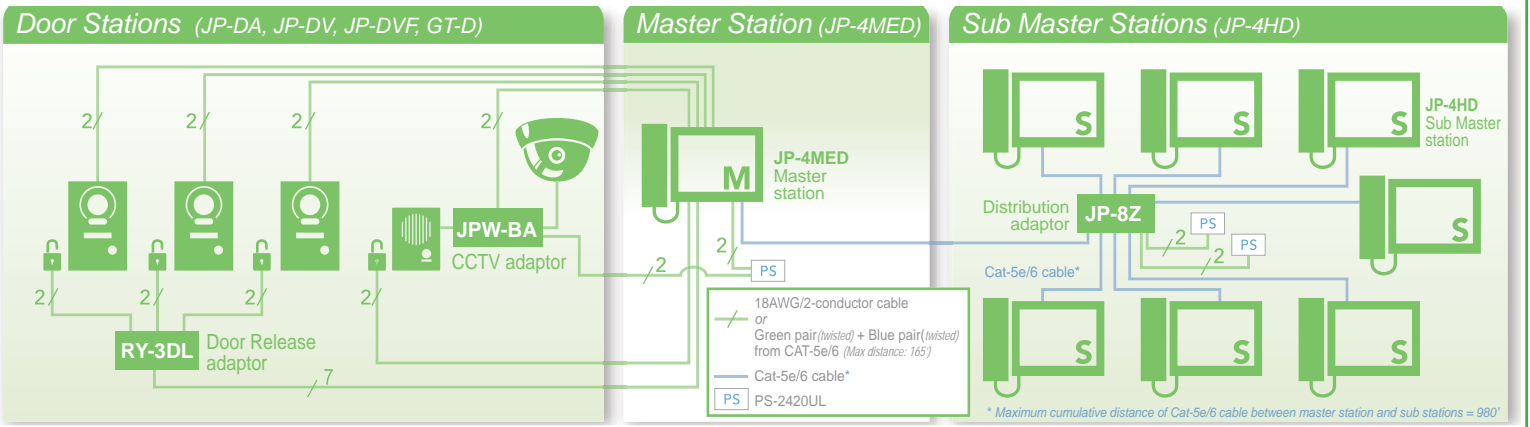 Door Stations (JP-DA, JP-DV, JP-DVF, GT-D)
2
2
2
2
JPW-BA
CCTV adaptor
2
2
2
2
2
RY-3DL
Door Release
adaptor
7
Master Station (JP-4MED)
M
JP-4MED
Master
station
2
PS
18AWG/2-conductor cable
or
Green pair(twisted) + Blue pair(twisted)
from CAT-5e/6 (Max distance: 165')
Cat-5e/6 cable*
PS PS-2420UL
Sub Master Stations (JP-4HD)
S
S
S
JP-4HD
Sub Master
station
S
Distribution
adaptor
JP-8Z
2
PS
2
PS
Cat-5e/6 cable*
S
S
S
* Maximum cumulative distance of Cat-5e/6 cable between master station and sub stations = 980'